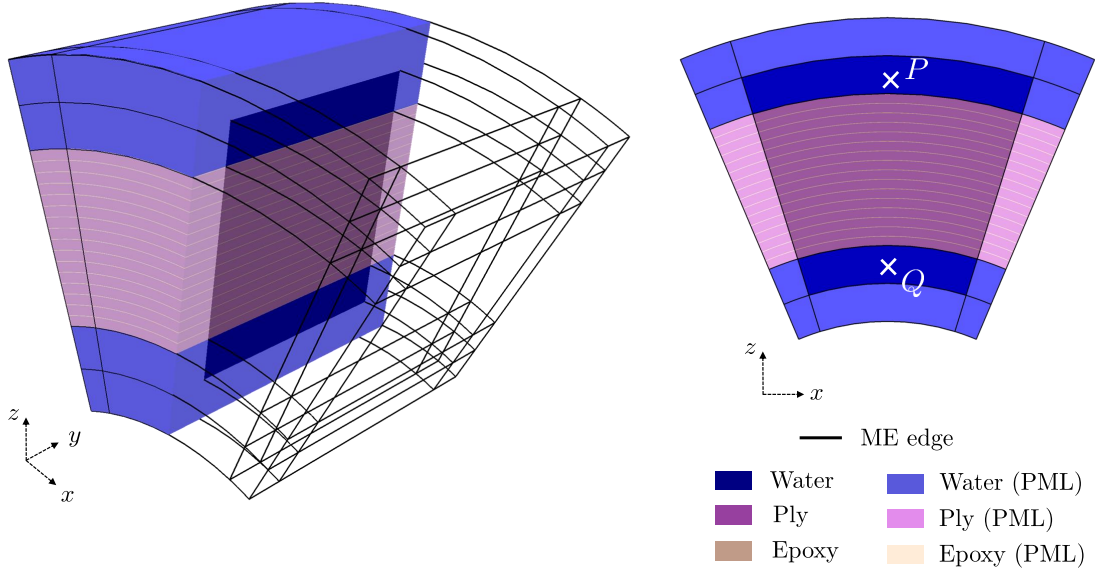 P
Q
z
y
x
z
x
ME edge
Water
Water (PML)
Ply
Ply (PML)
Epoxy
Epoxy (PML)